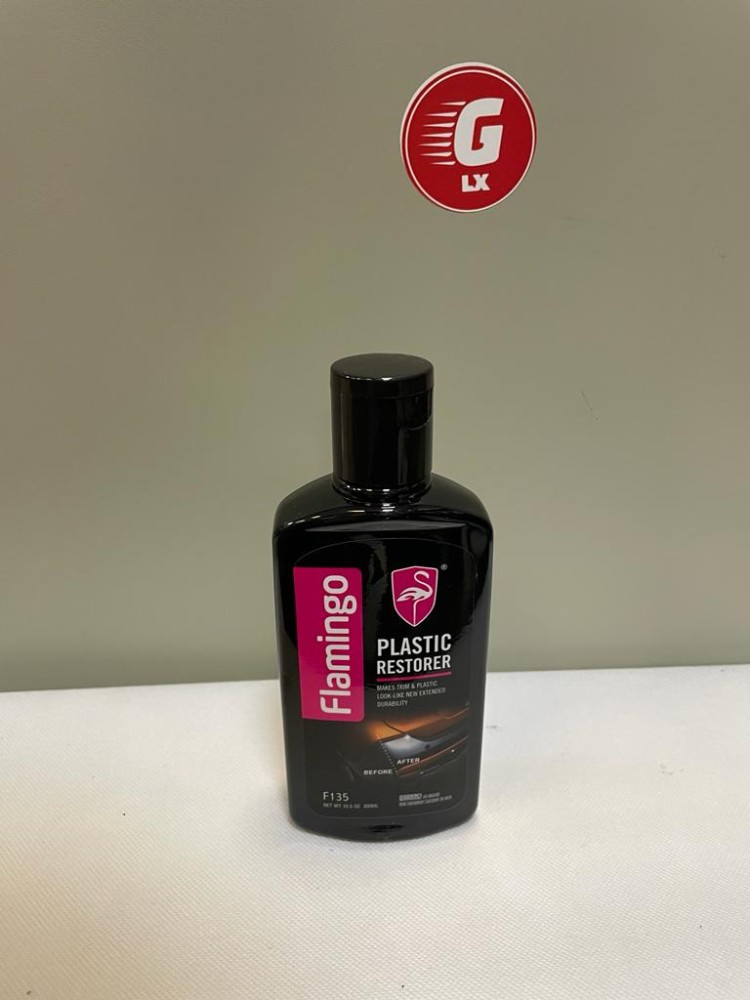 G
LX
Flamingo
®
PLASTIC
RESTORER
MAKES TRIM & PLASTIC
LOOK-LIKE NEW EXTENDED
DURABILITY
AFTER
BEFORE
F135